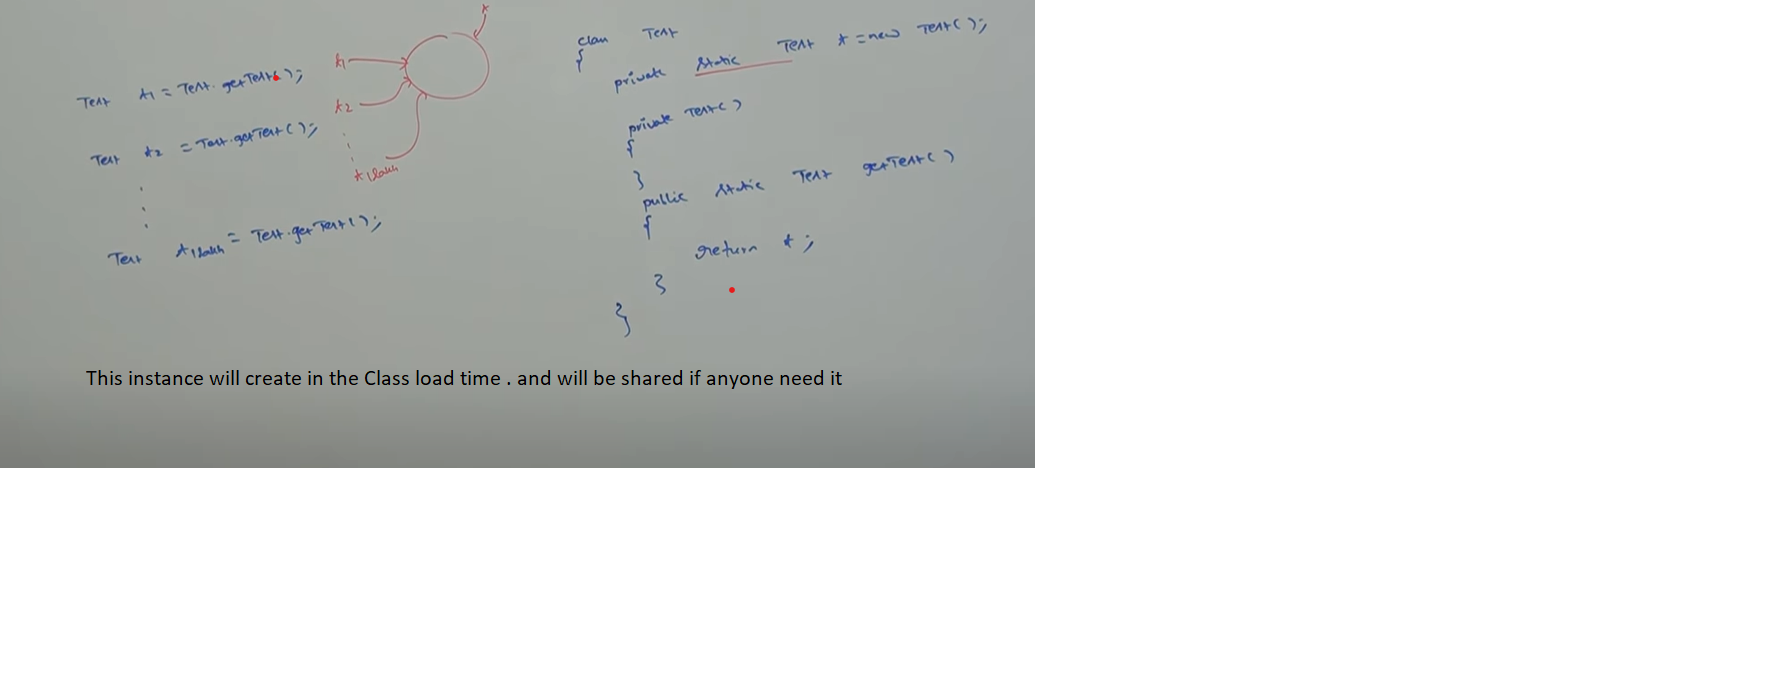 Test t1 = Test.getTest();
Test t2 = Test.getTest();
Test t1lakh = Test.getTest();
t
t1
t2
t1lakh
class Test
{
private static Test t = new Test();
private Test()
{
}
public static Test getTest()
{
return t;
}
}
This instance will create in the Class load time . and will be shared if anyone need it